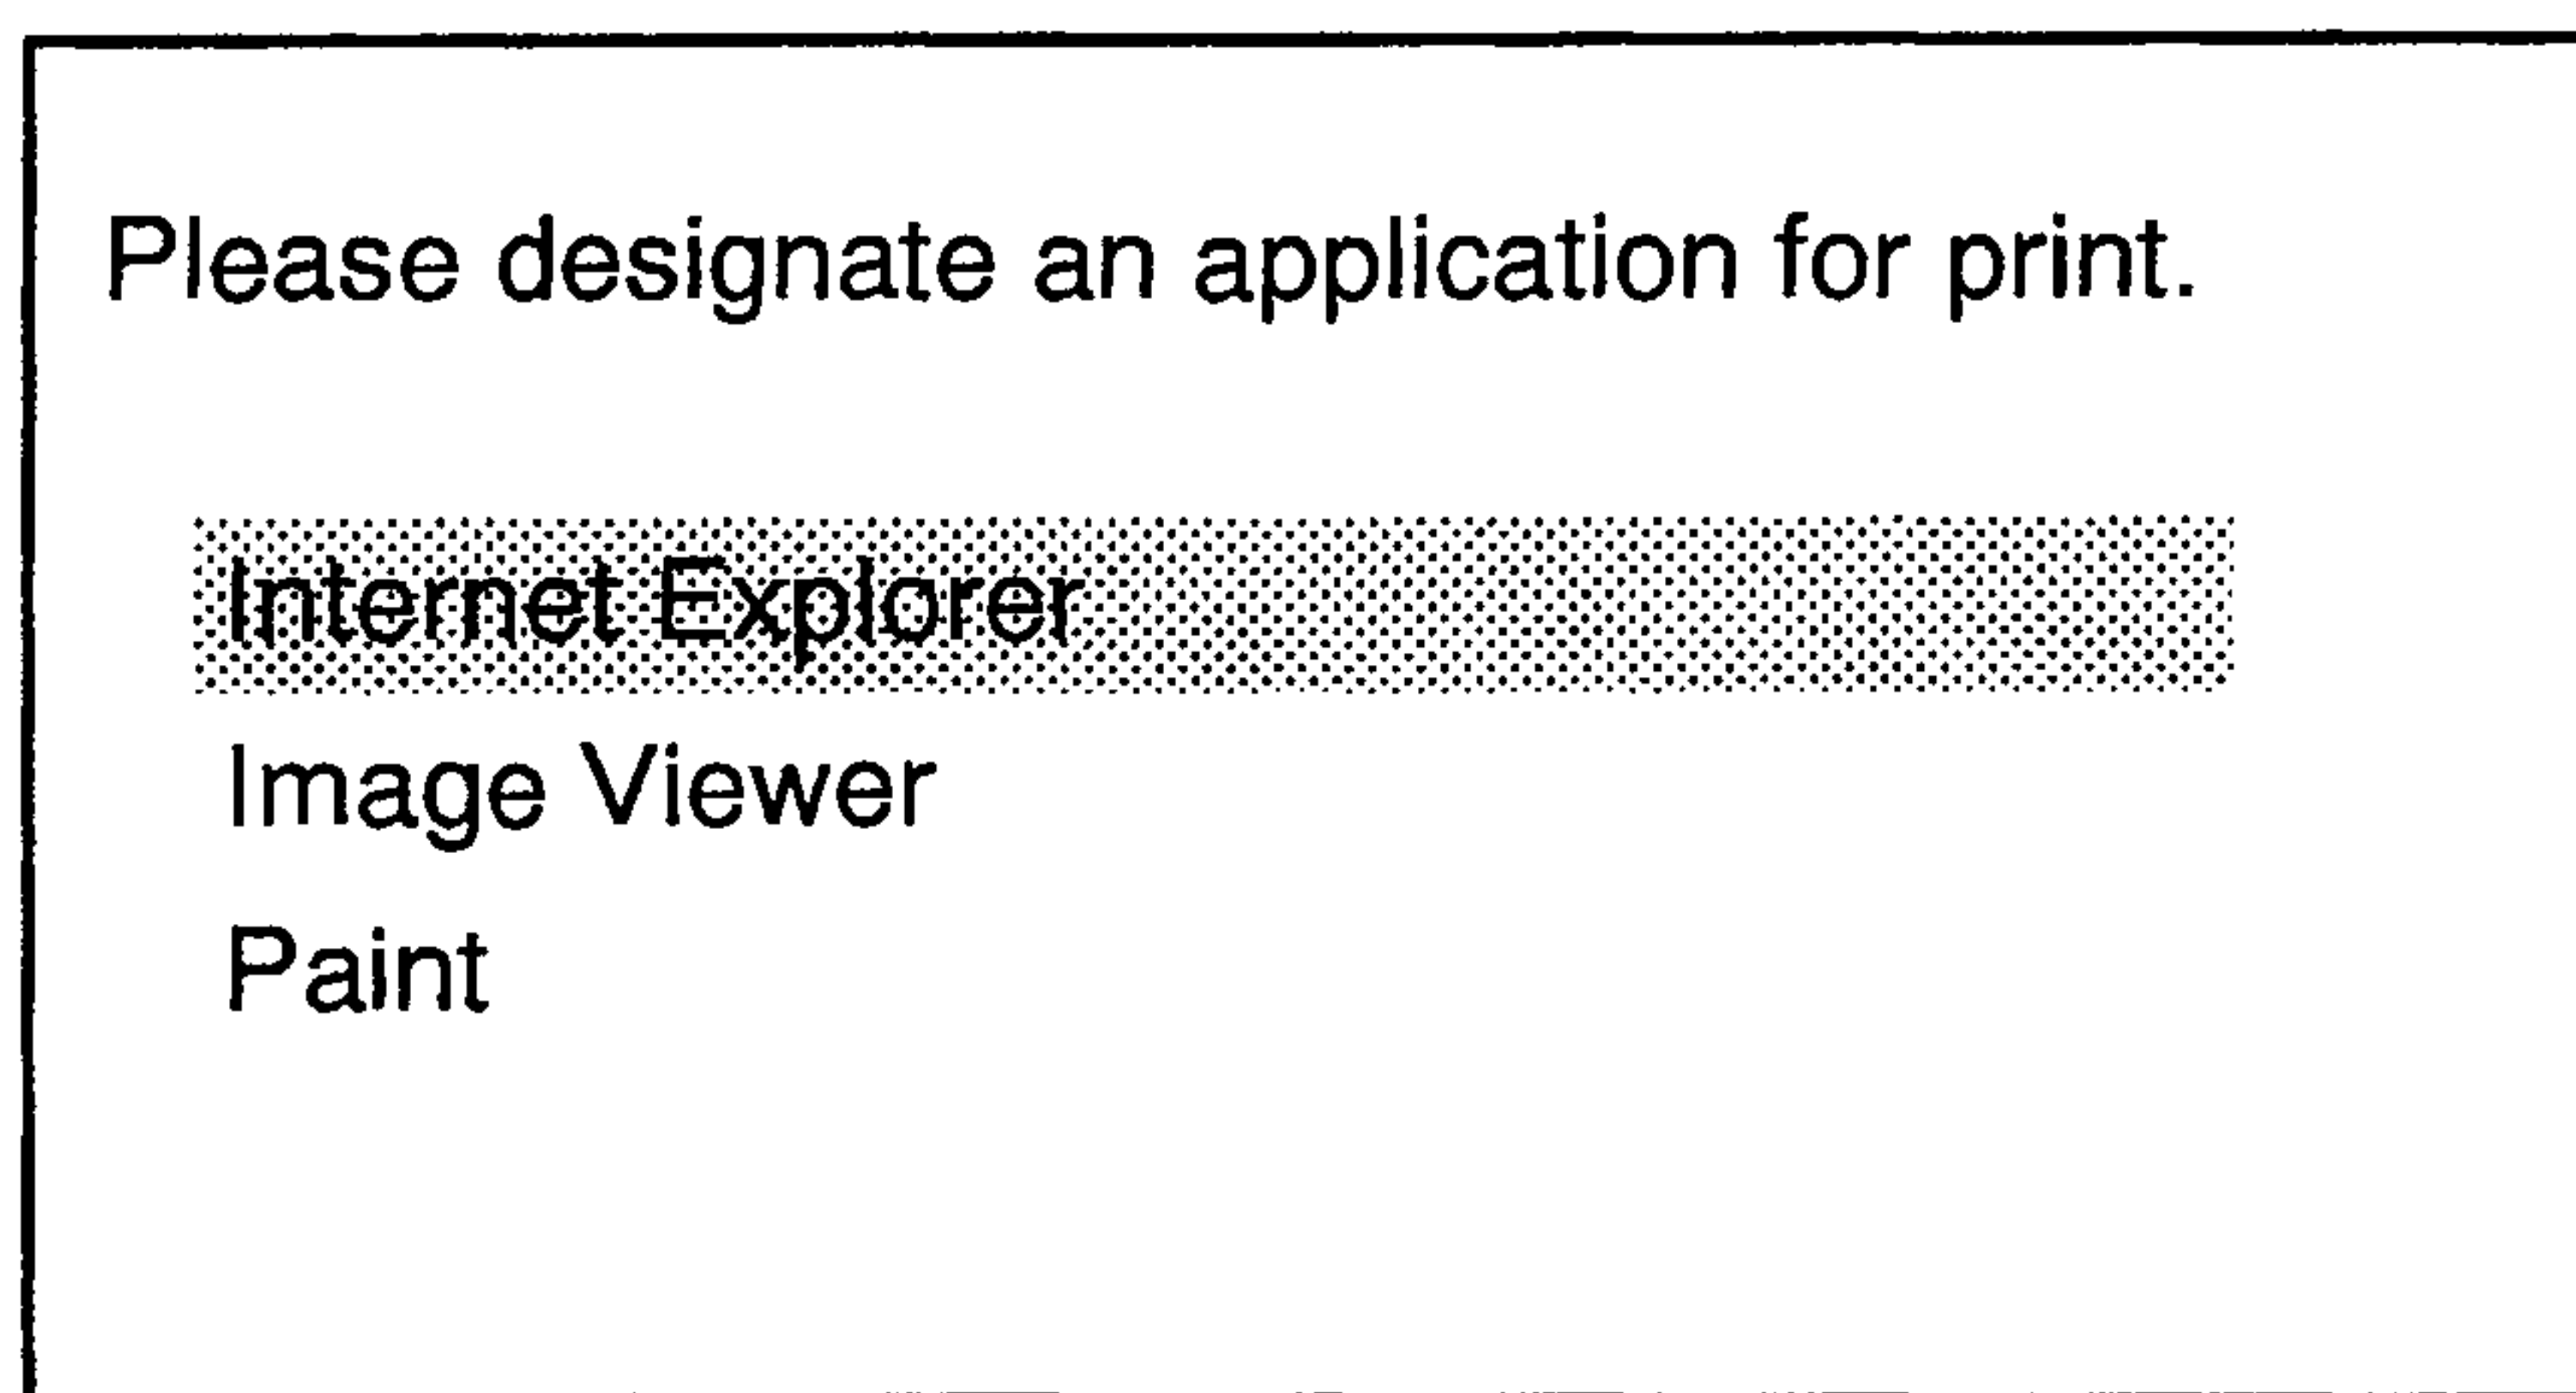 Please designate an application for print.
Internet Explorer
Image Viewer
Paint